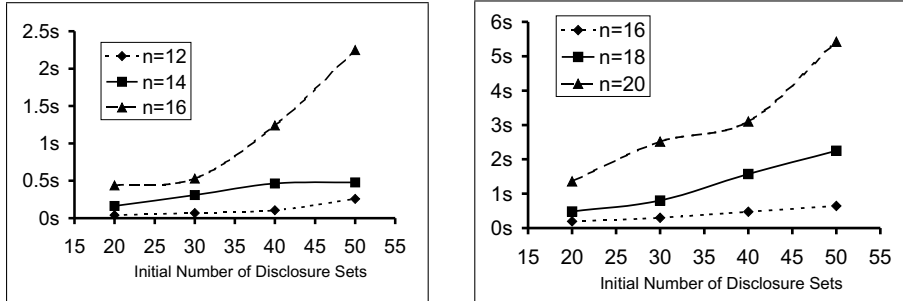 2.5s
2s
1.5s
1s
0.5s
0s
n=12
n=14
n=16
15 20 25 30 35 40 45 50 55
Initial Number of Disclosure Sets
6s
5s
4s
3s
2s
1s
0s
n=16
n=18
n=20
15 20 25 30 35 40 45 50 55
Initial Number of Disclosure Sets